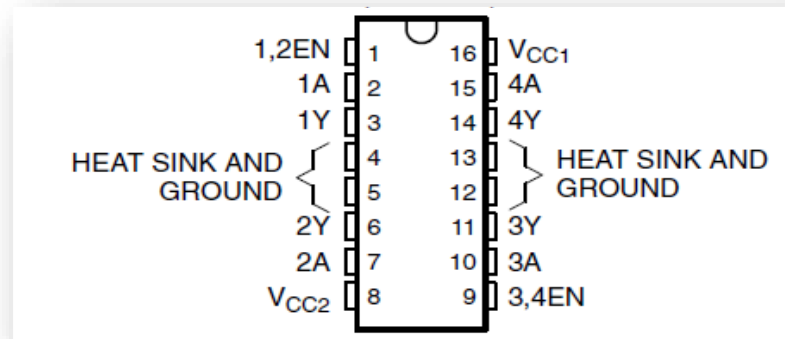 1,2EN 1 16 VCC1
1A 2 15 4A
1Y 3 14 4Y
HEAT SINK AND 4 13 HEAT SINK AND
GROUND 5 12 GROUND
2Y 6 11 3Y
2A 7 10 3A
VCC2 8 9 3,4EN